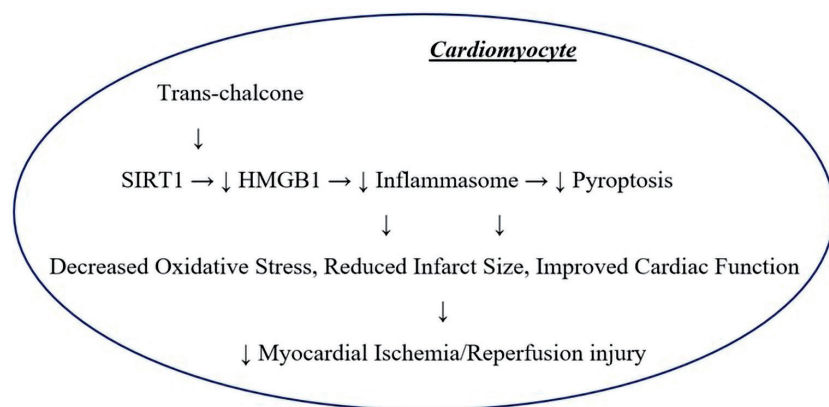 Cardiomyocyte
Trans-chalcone
↓
SIRT1 → ↓ HMGB1 → ↓ Inflammasome → ↓ Pyroptosis
↓ ↓
Decreased Oxidative Stress, Reduced Infarct Size, Improved Cardiac Function
↓
↓ Myocardial Ischemia/Reperfusion injury